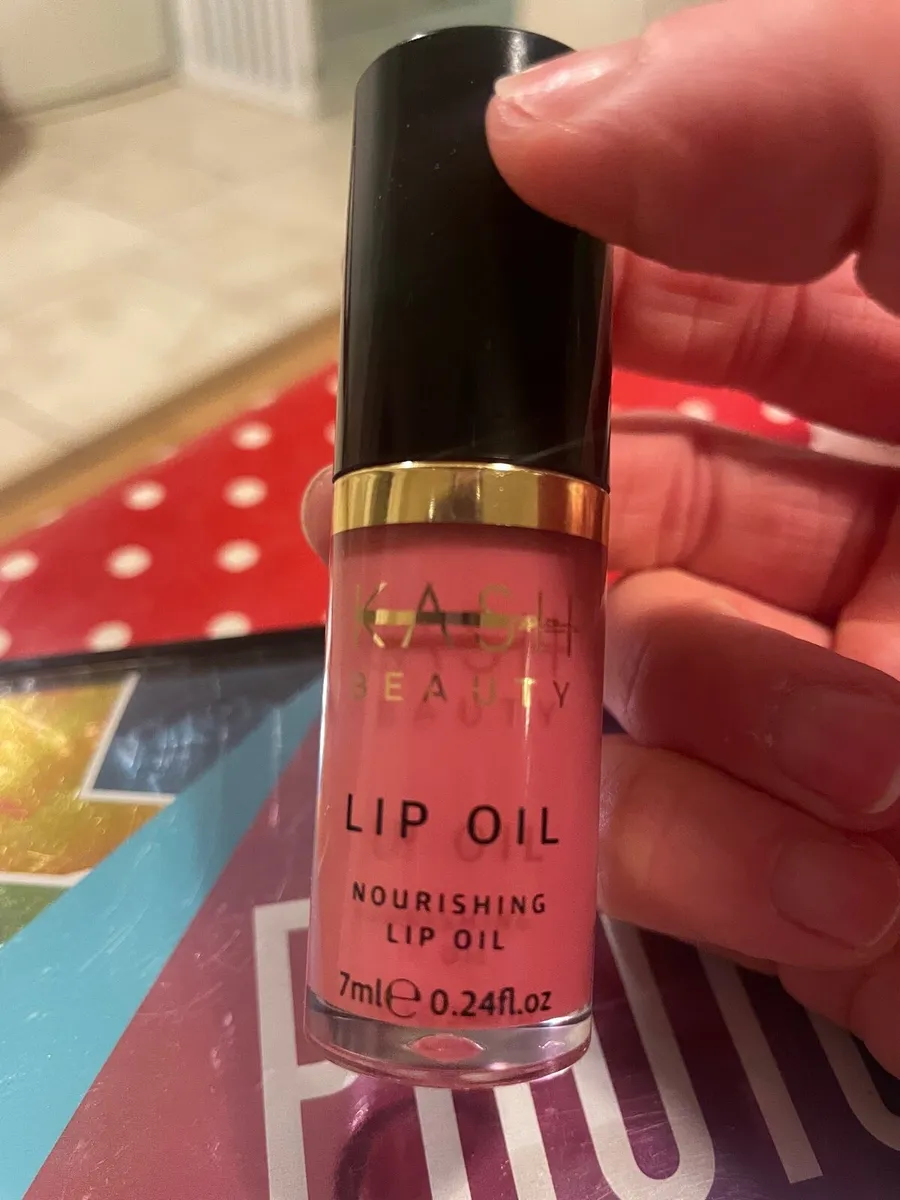 KASH
BEAUTY
LIP OIL
NOURISHING
LIP OIL
7ml℮ 0.24fl.oz